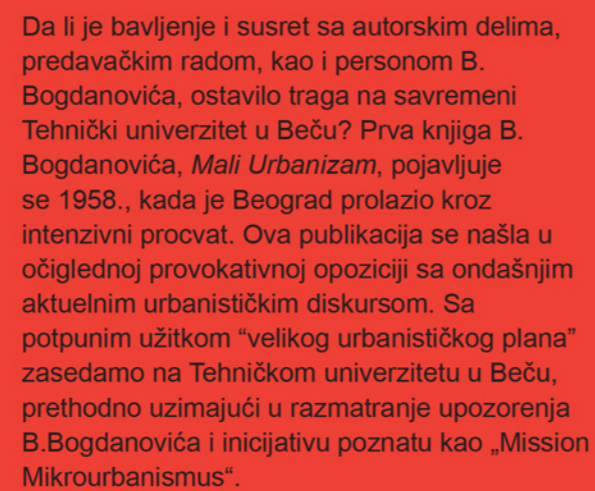 Da li je bavljenje i susret sa autorskim delima,
predavačkim radom, kao i personom B.
Bogdanovića, ostavilo traga na savremeni
Tehnički univerzitet u Beču? Prva knjiga B.
Bogdanovića, Mali Urbanizam, pojavljuje
se 1958., kada je Beograd prolazio kroz
intenzivni procvat. Ova publikacija se našla u
očiglednoj provokativnoj opoziciji sa ondašnjim
aktuelnim urbanističkim diskursom. Sa
potpunim užitkom “velikog urbanističkog plana”
zasedamo na Tehničkom univerzitetu u Beču,
prethodno uzimajući u razmatranje upozorenja
B.Bogdanovića i inicijativu poznatu kao „Mission
Mikrourbanismus“.